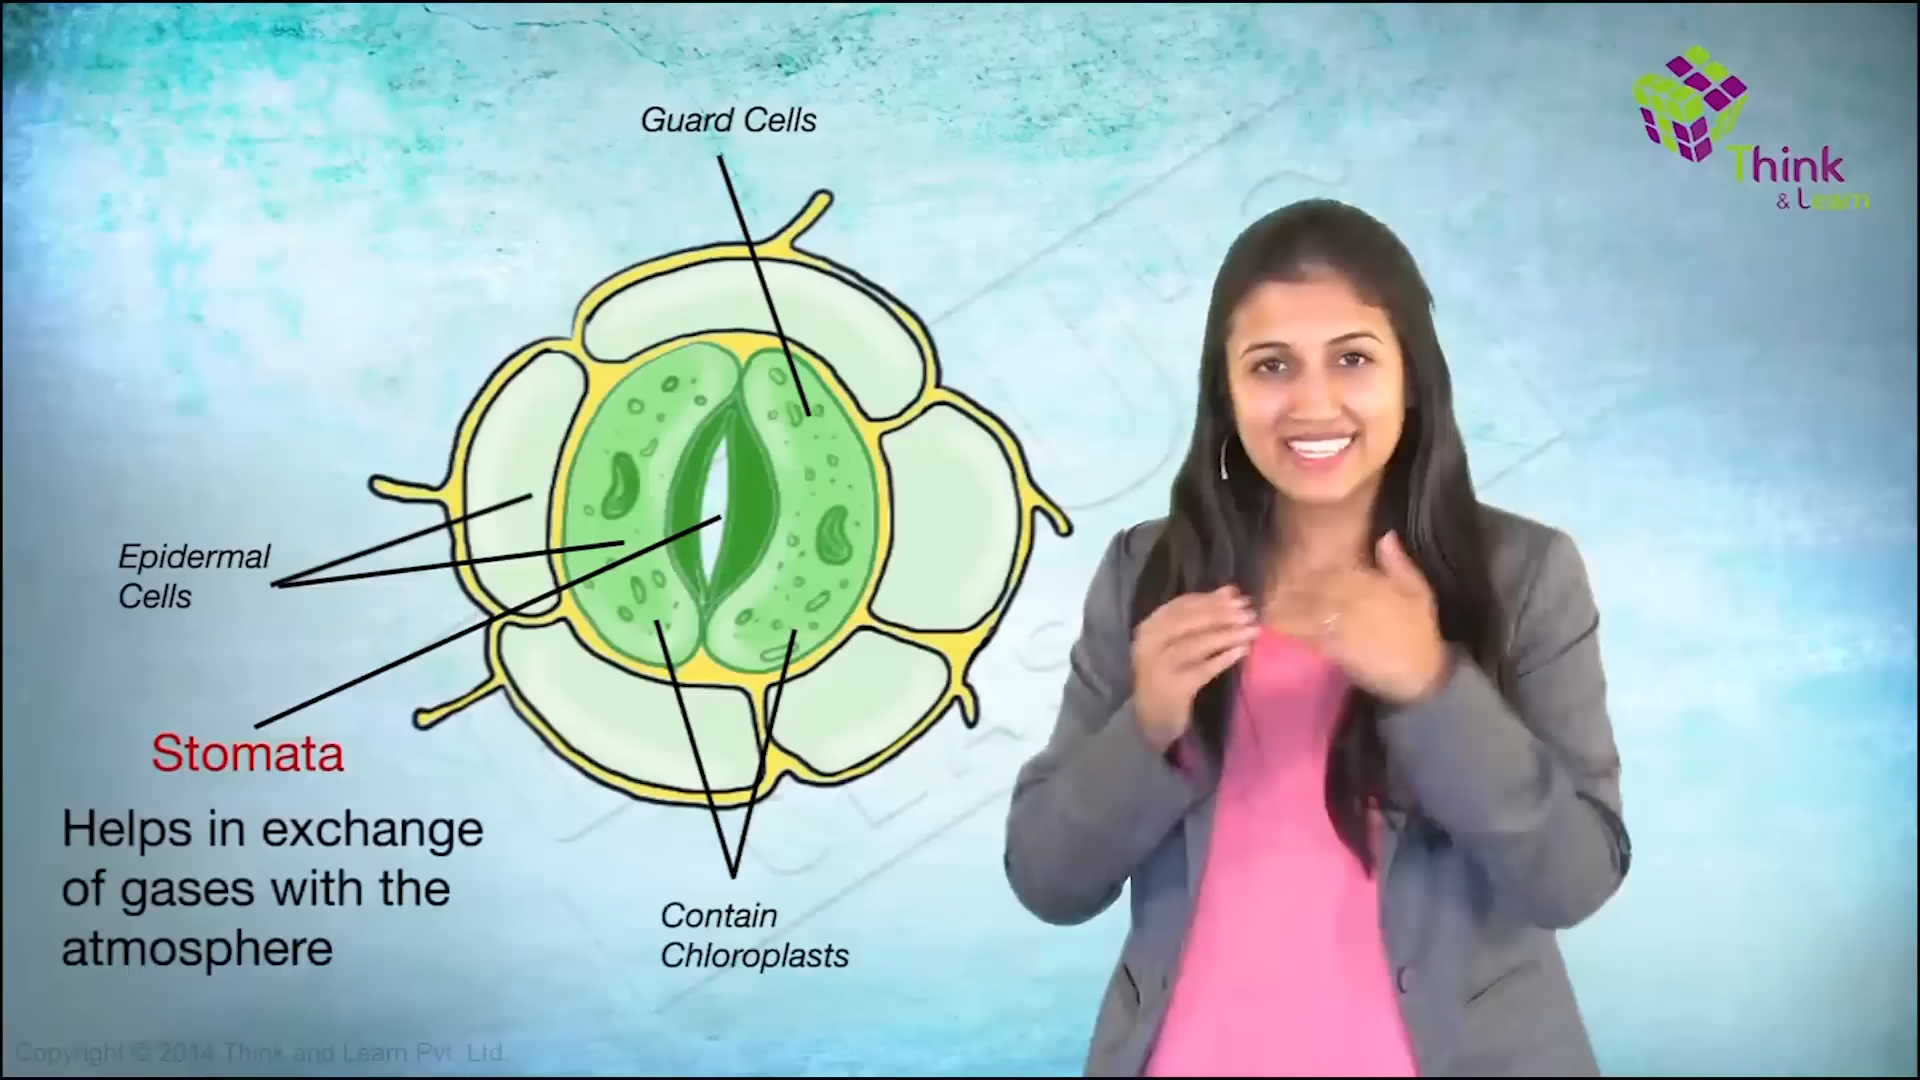 Guard Cells
Think
& Learn
Epidermal
Cells
Stomata
Helps in exchange
of gases with the
atmosphere
Contain
Chloroplasts
Copyright © 2014 Think and Learn Pvt. Ltd.